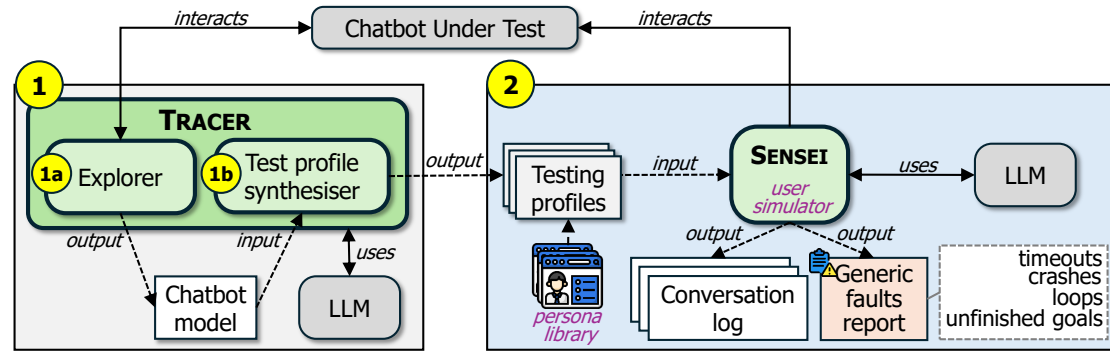 interacts
Chatbot Under Test
interacts
1
TRACER
1a
Explorer
1b
Test profile
synthesiser
output
input
Chatbot
model
uses
LLM
output
2
Testing
profiles
persona
library
input
SENSEI
user
simulator
uses
LLM
output
output
Conversation
log
Generic
faults
report
timeouts
crashes
loops
unfinished goals